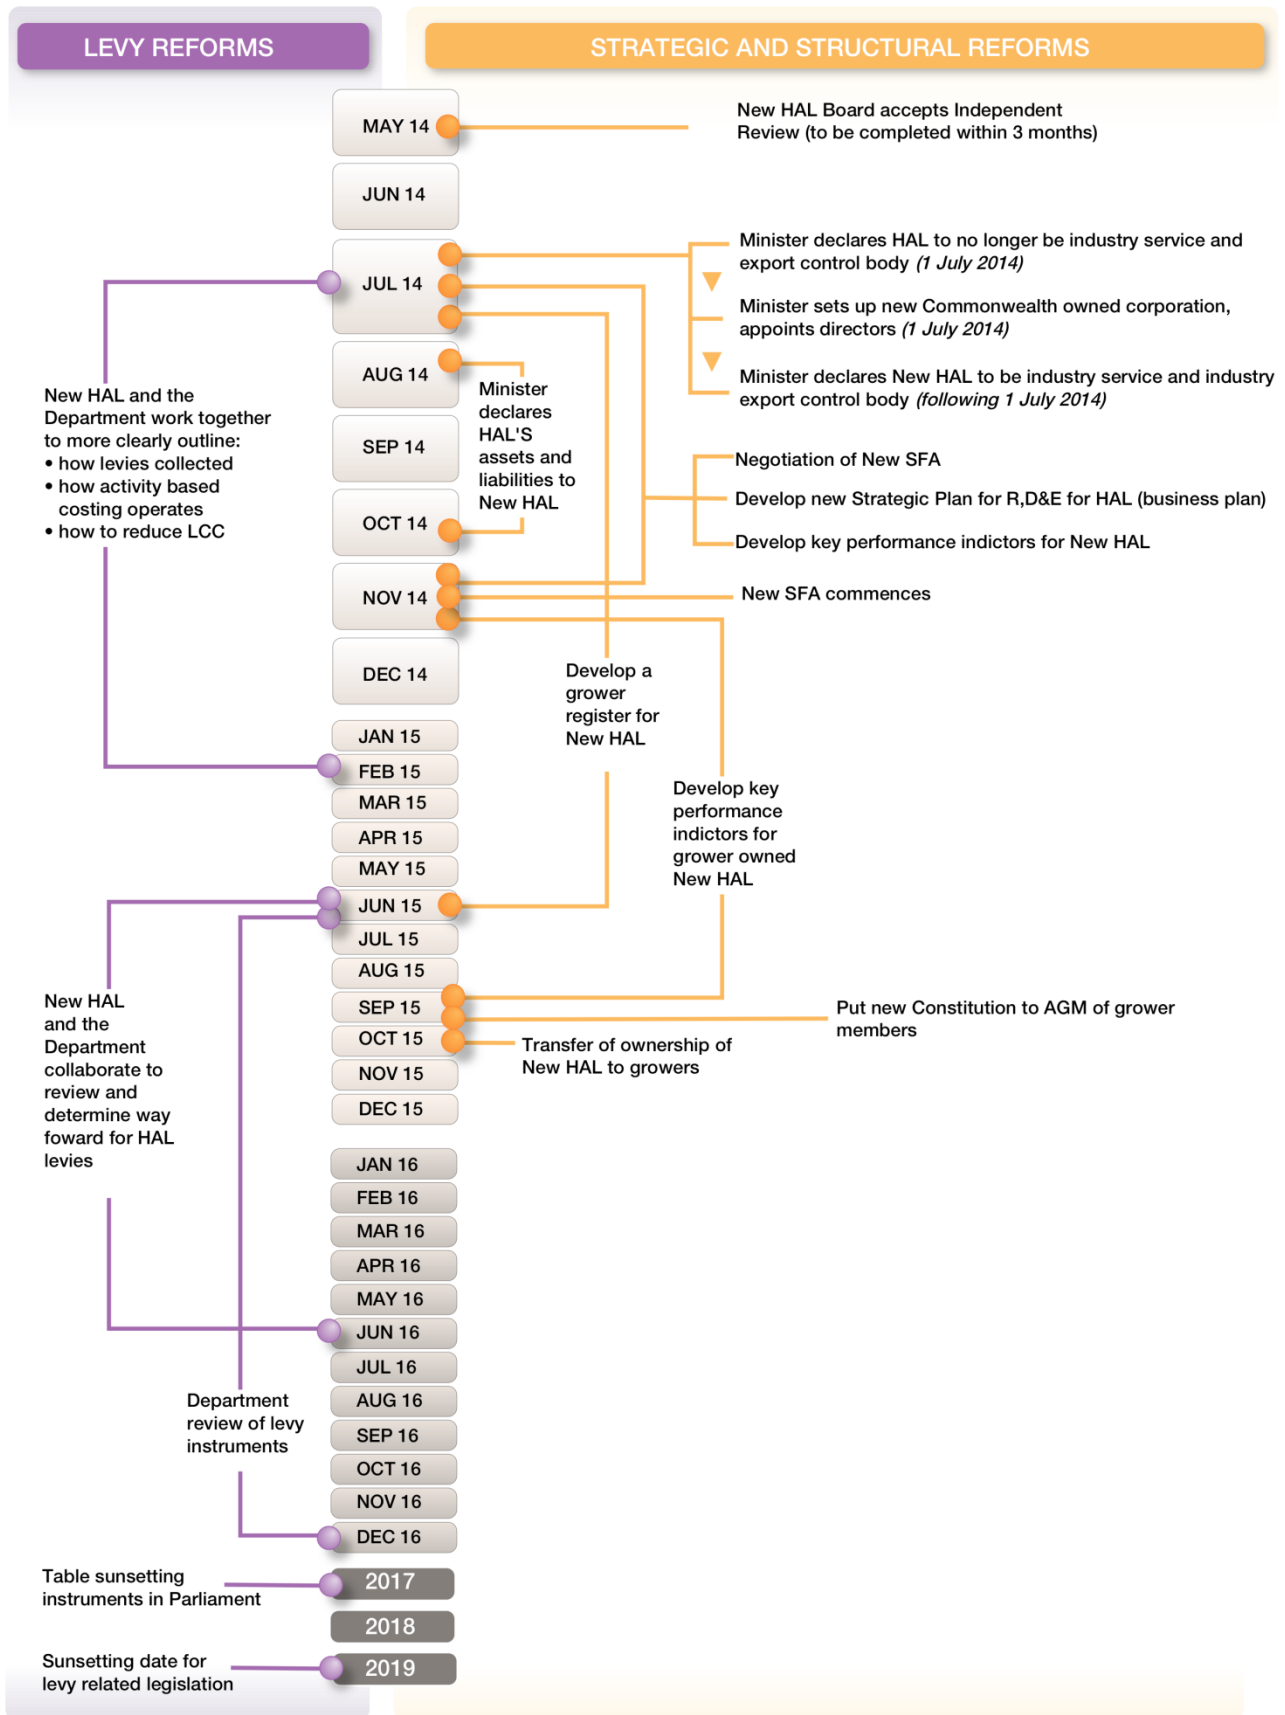 LEVY REFORMS
STRATEGIC AND STRUCTURAL REFORMS
MAY 14
New HAL Board accepts Independent
Review (to be completed within 3 months)
JUN 14
JUL 14
Minister declares HAL to no longer be industry service and
export control body (1 July 2014)
Minister sets up new Commonwealth owned corporation,
appoints directors (1 July 2014)
Minister declares New HAL to be industry service and industry
export control body (following 1 July 2014)
New HAL and the
Department work together
to more clearly outline:
• how levies collected
• how activity based
costing operates
• how to reduce LCC
AUG 14
Minister
declares
HAL'S
assets and
liabilities to
New HAL
SEP 14
OCT 14
Negotiation of New SFA
Develop new Strategic Plan for R,D&E for HAL (business plan)
Develop key performance indictors for New HAL
NOV 14
New SFA commences
DEC 14
Develop a
grower
register for
New HAL
JAN 15
FEB 15
MAR 15
APR 15
MAY 15
Develop key
performance
indictors for
grower owned
New HAL
JUN 15
JUL 15
AUG 15
SEP 15
Put new Constitution to AGM of grower
members
OCT 15
Transfer of ownership of
New HAL to growers
NOV 15
DEC 15
New HAL
and the
Department
collaborate to
review and
determine way
foward for HAL
levies
JAN 16
FEB 16
MAR 16
APR 16
MAY 16
JUN 16
JUL 16
AUG 16
SEP 16
OCT 16
NOV 16
DEC 16
Department
review of levy
instruments
Table sunsetting
instruments in Parliament
2017
2018
Sunsetting date for
levy related legislation
2019